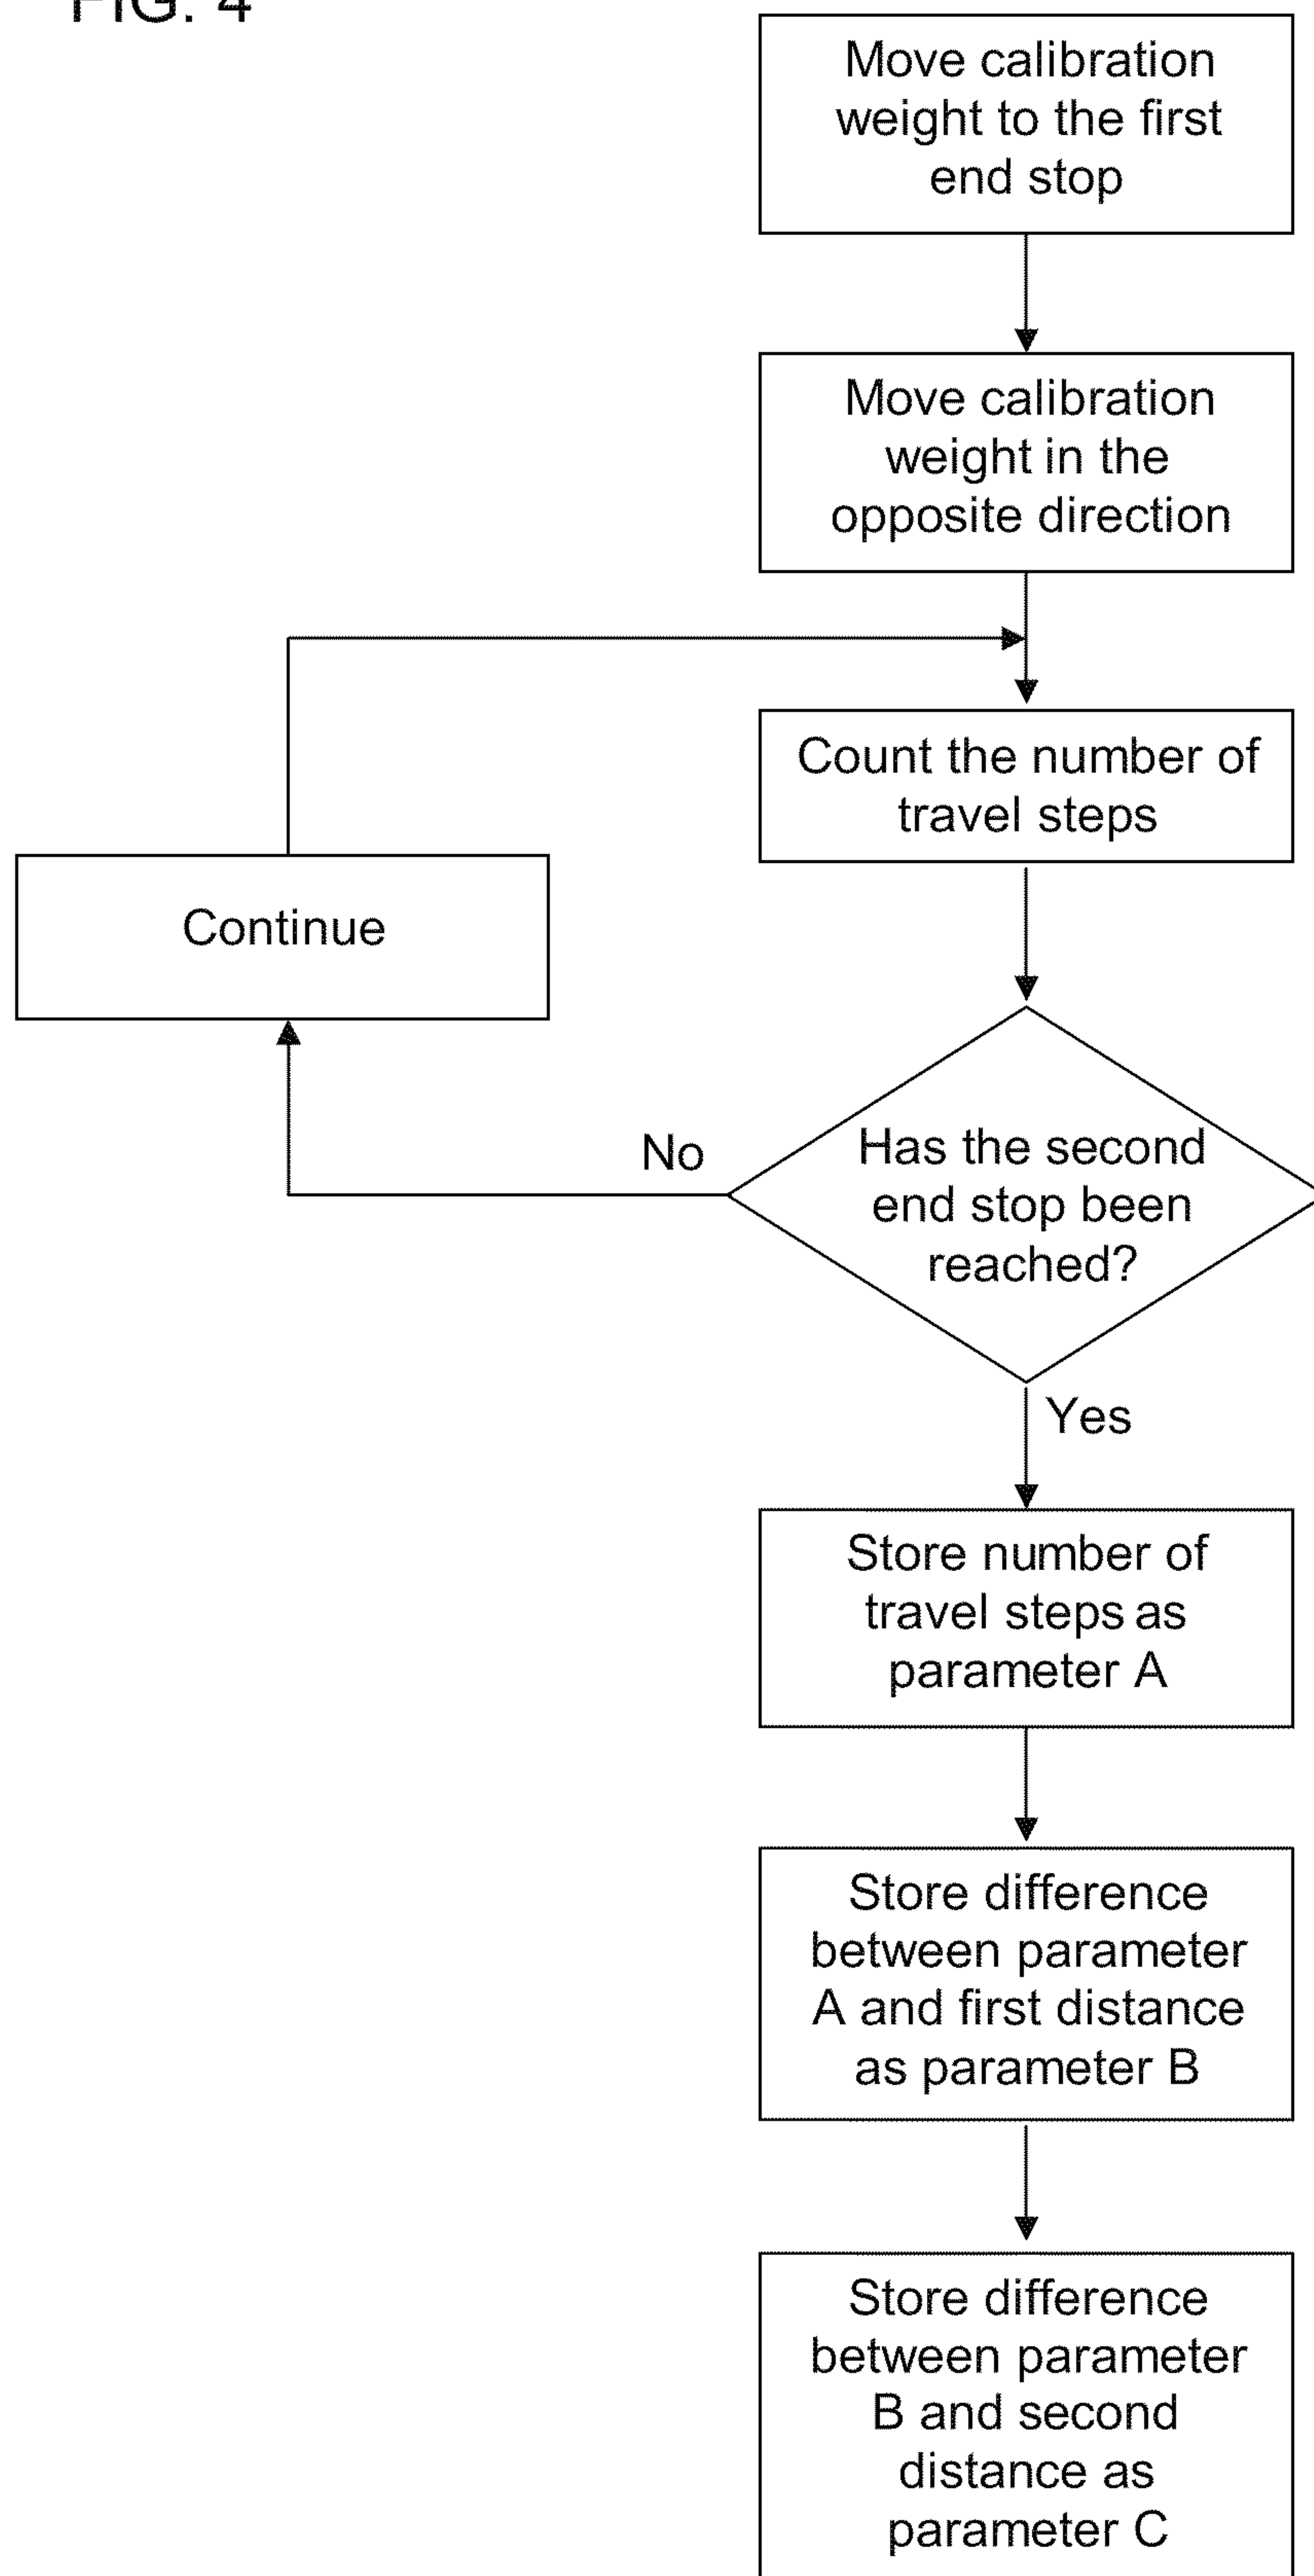 FIG. 4
Move calibration
weight to the first
end stop
Move calibration
weight in the
opposite direction
Count the number of
travel steps
Continue
No
Has the second
end stop been
reached?
Yes
Store number of
travel steps as
parameter A
Store difference
between parameter
A and first distance
as parameter B
Store difference
between parameter
B and second
distance as
parameter C